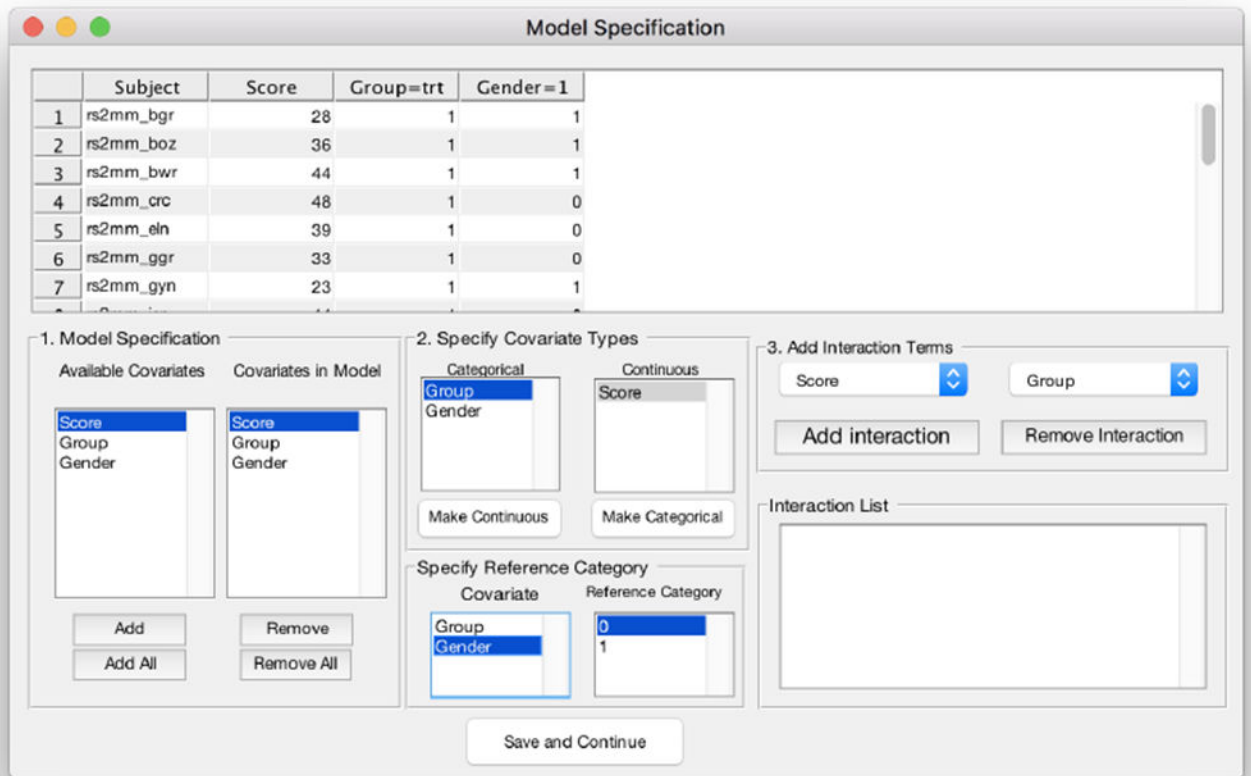 Model Specification
Subject Score Group=trt Gender=1
1 rs2mm_bgr 28 1 1
2 rs2mm_boz 36 1 1
3 rs2mm_bwr 44 1 1
4 rs2mm_crc 48 1 0
5 rs2mm_eln 39 1 0
6 rs2mm_ggr 33 1 0
7 rs2mm_gyn 23 1 1
1. Model Specification
Available Covariates Covariates in Model
Score Score
Group Group
Gender Gender
Add Remove
Add All Remove All
2. Specify Covariate Types
Categorical Continuous
Group Score
Gender
Make Continuous Make Categorical
Specify Reference Category
Covariate Reference Category
Group 0
Gender 1
3. Add Interaction Terms
Score Group
Add interaction Remove Interaction
Interaction List
Save and Continue